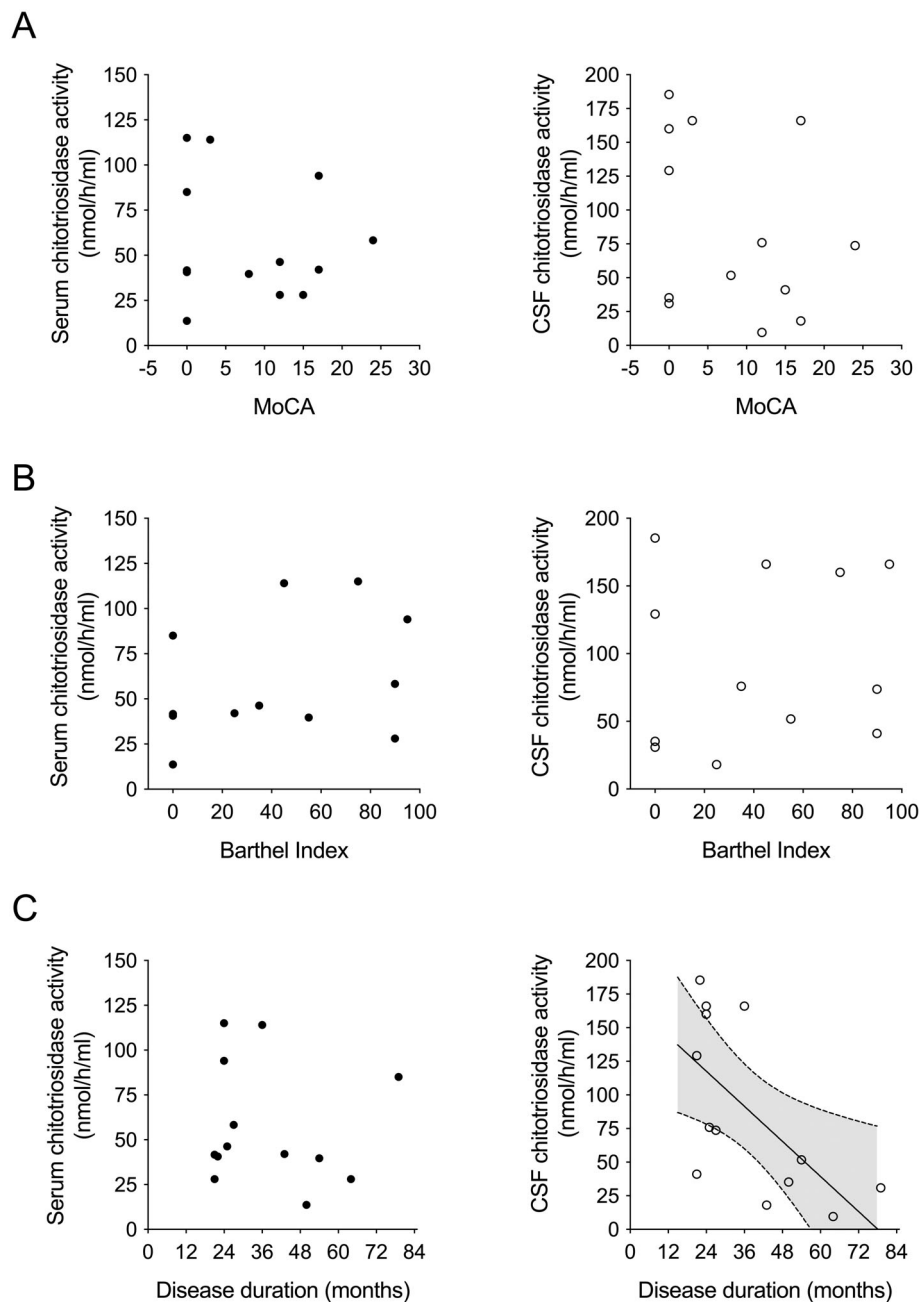 A
Serum chitotriosidase activity
(nmol/h/ml)
150
125
100
75
50
25
0
-5 0 5 10 15 20 25 30
MoCA
CSF chitotriosidase activity
(nmol/h/ml)
200
175
150
125
100
75
50
25
0
-5 0 5 10 15 20 25 30
MoCA
B
Serum chitotriosidase activity
(nmol/h/ml)
150
125
100
75
50
25
0
0 20 40 60 80 100
Barthel Index
CSF chitotriosidase activity
(nmol/h/ml)
200
150
100
50
0
0 20 40 60 80 100
Barthel Index
C
Serum chitotriosidase activity
(nmol/h/ml)
150
125
100
75
50
25
0
0 12 24 36 48 60 72 84
Disease duration (months)
CSF chitotriosidase activity
(nmol/h/ml)
200
175
150
125
100
75
50
25
0
0 12 24 36 48 60 72 84
Disease duration (months)